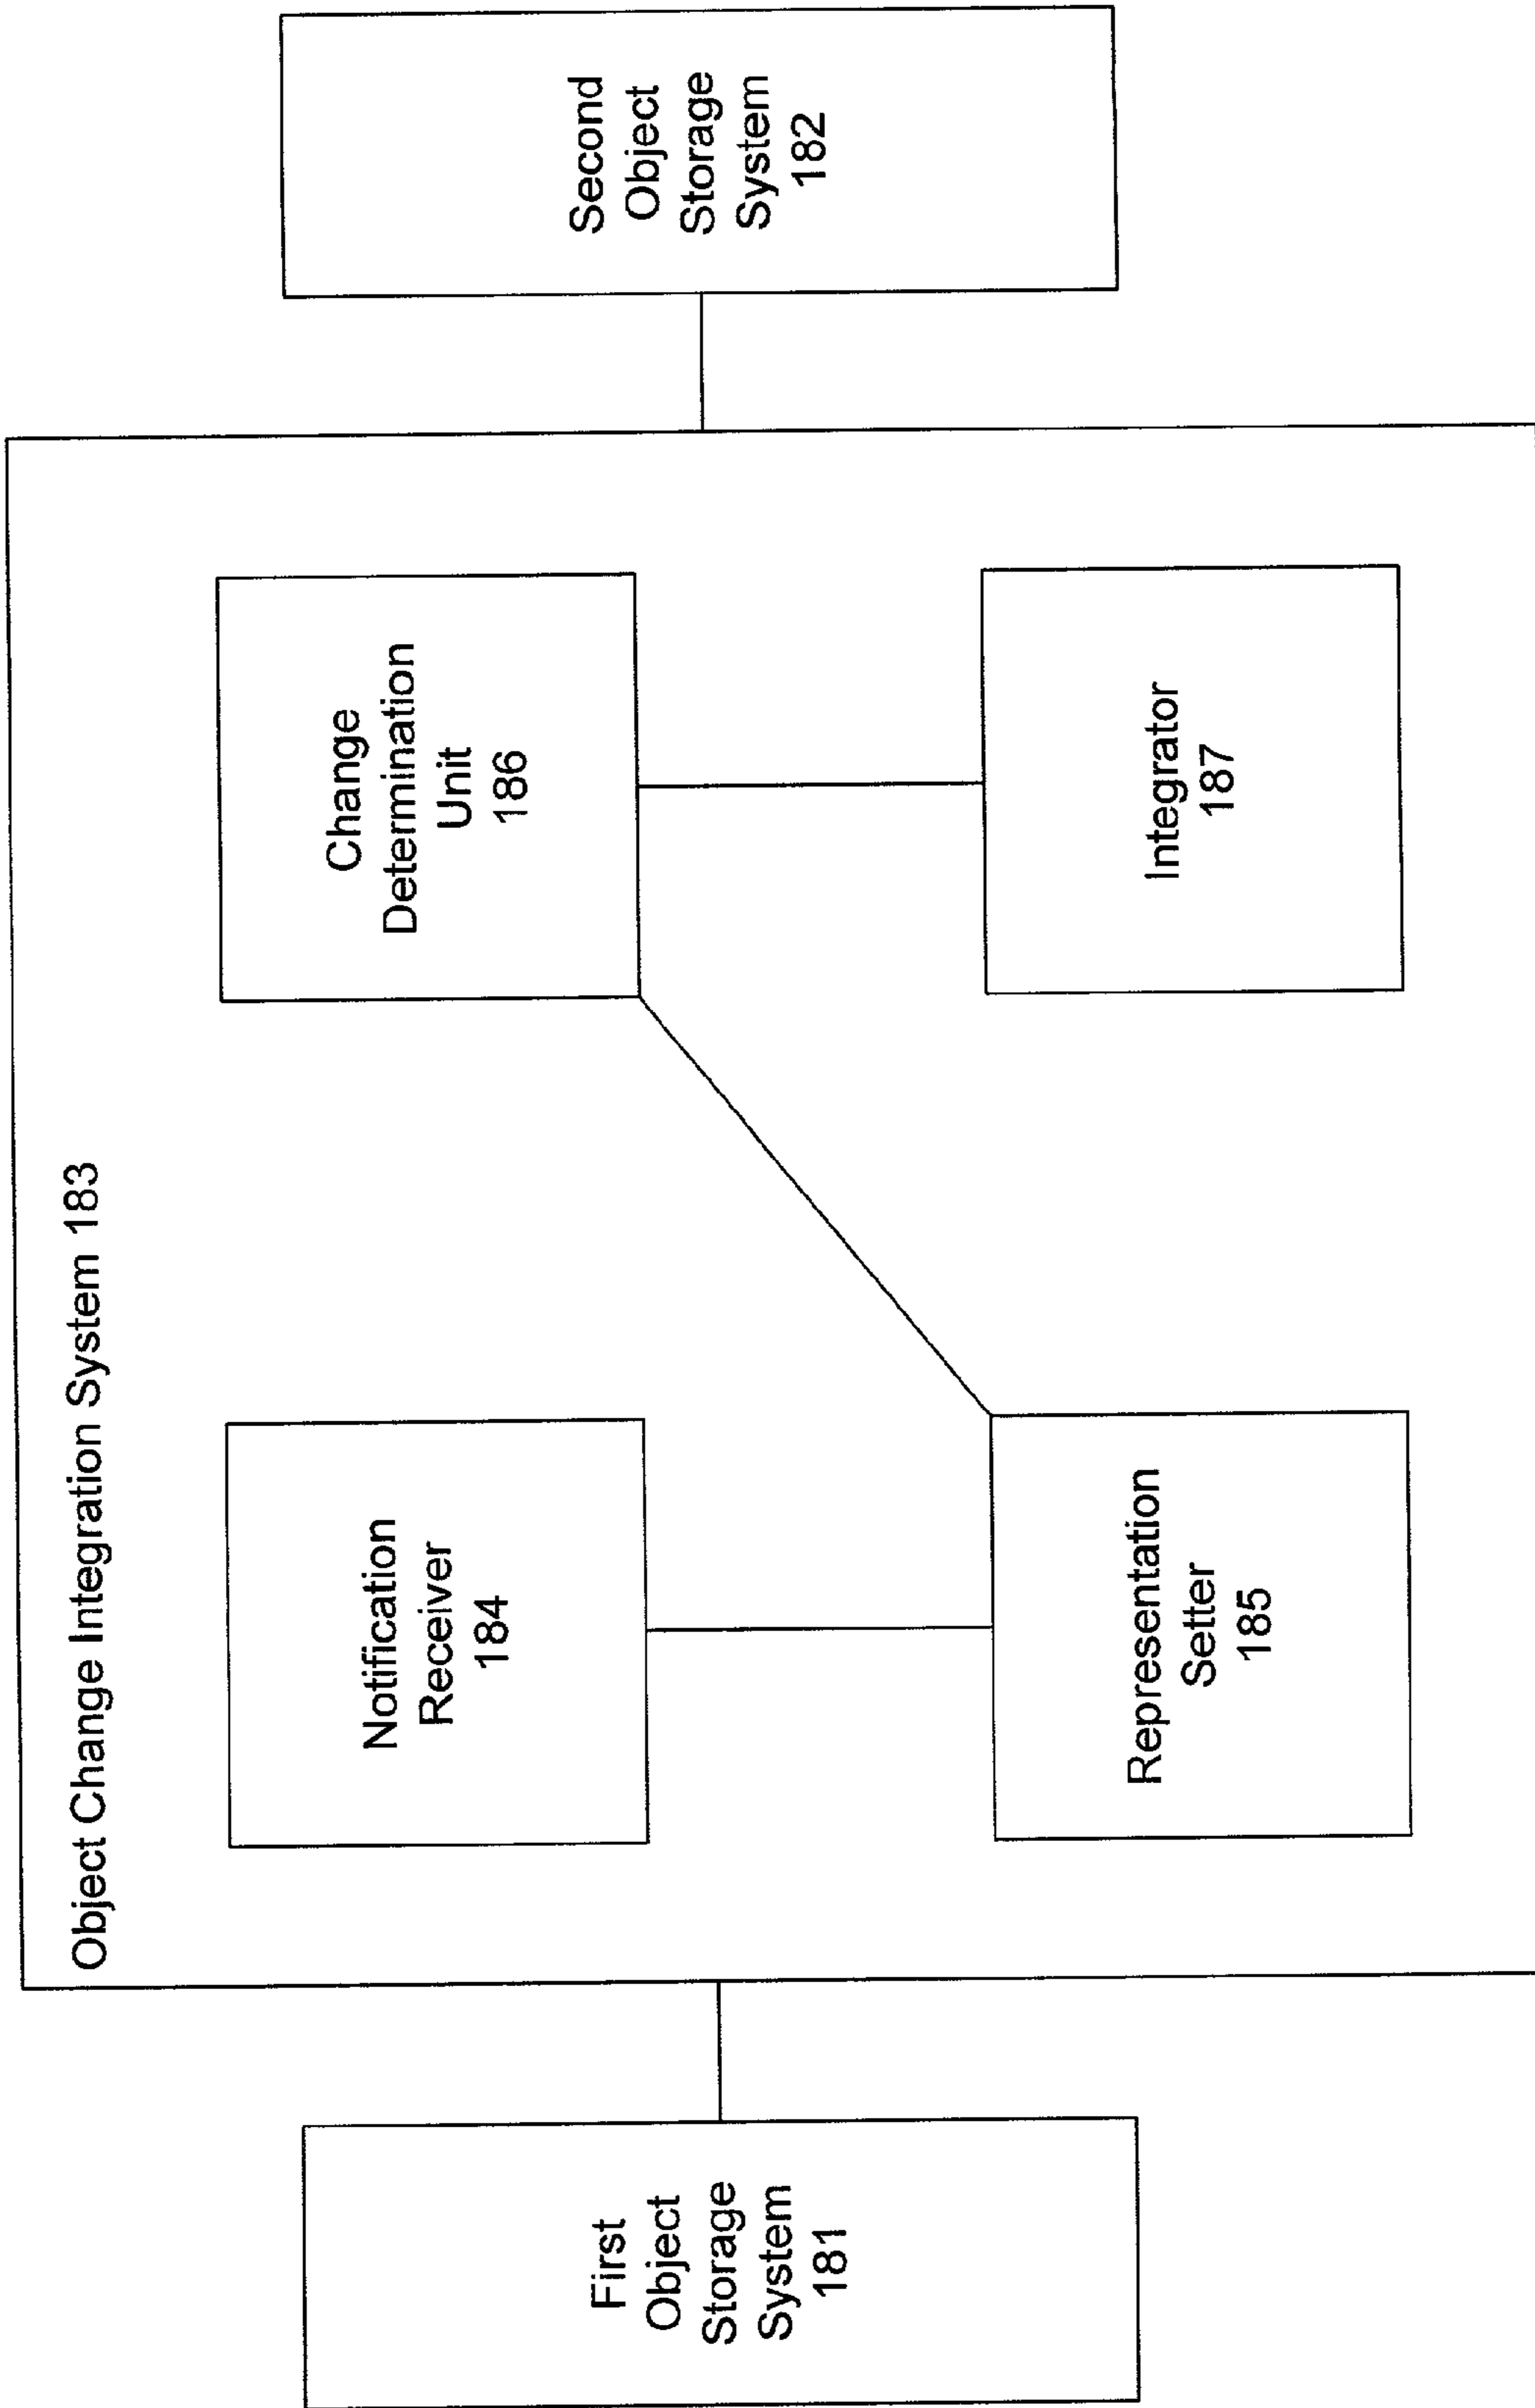 Object Change Integration System 183
First
Object
Storage
System
181
Notification
Receiver
184
Representation
Setter
185
Change
Determination
Unit
186
Integrator
187
Second
Object
Storage
System
182